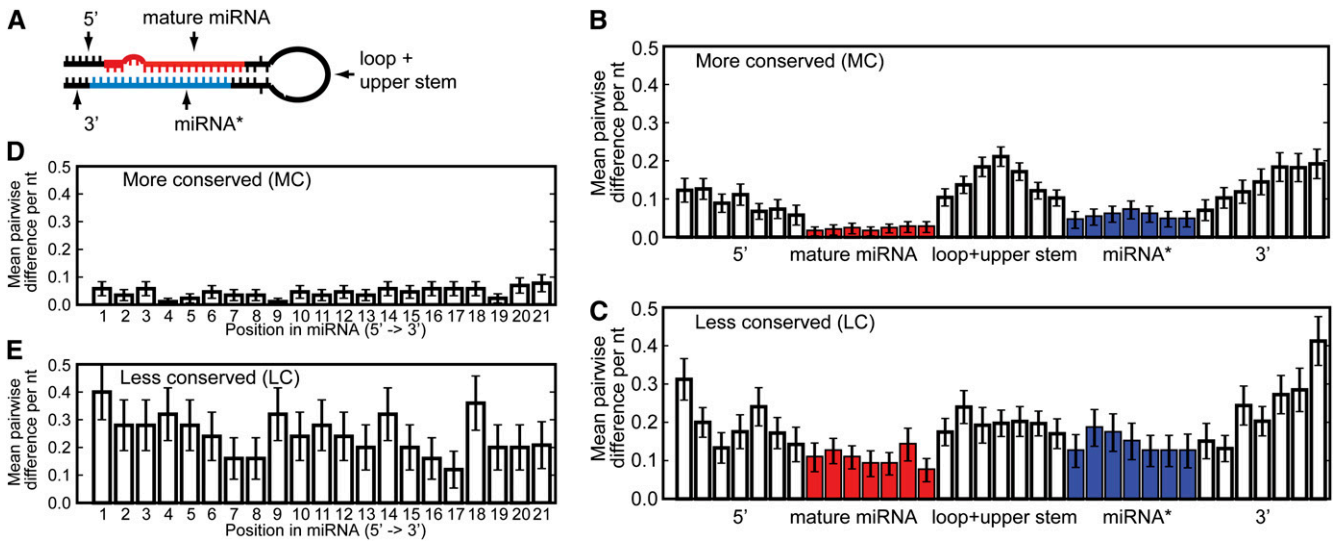 A
5’
mature miRNA
loop +
upper stem
3’
miRNA*
B
More conserved (MC)
Mean pairwise
difference per nt
0.5
0.4
0.3
0.2
0.1
0.0
5’ mature miRNA loop+upper stem miRNA* 3’
D
More conserved (MC)
Mean pairwise
difference per nt
0.5
0.4
0.3
0.2
0.1
0.0
1 2 3 4 5 6 7 8 9 10 11 12 13 14 15 16 17 18 19 20 21
Position in miRNA (5’ -> 3’)
C
Less conserved (LC)
Mean pairwise
difference per nt
0.5
0.4
0.3
0.2
0.1
0.0
5’ mature miRNA loop+upper stem miRNA* 3’
E
Less conserved (LC)
Mean pairwise
difference per nt
0.5
0.4
0.3
0.2
0.1
0.0
1 2 3 4 5 6 7 8 9 10 11 12 13 14 15 16 17 18 19 20 21
Position in miRNA (5’ -> 3’)